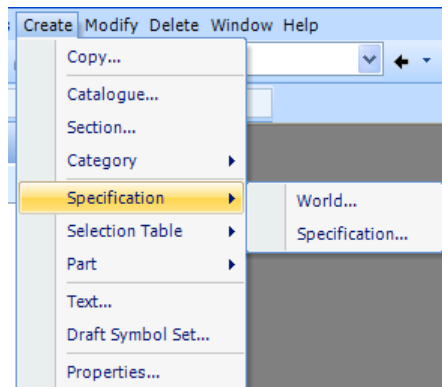 Create Modify Delete Window Help
Copy...
Catalogue...
Section...
Category
Specification
World...
Selection Table
Specification...
Part
Text...
Draft Symbol Set...
Properties...